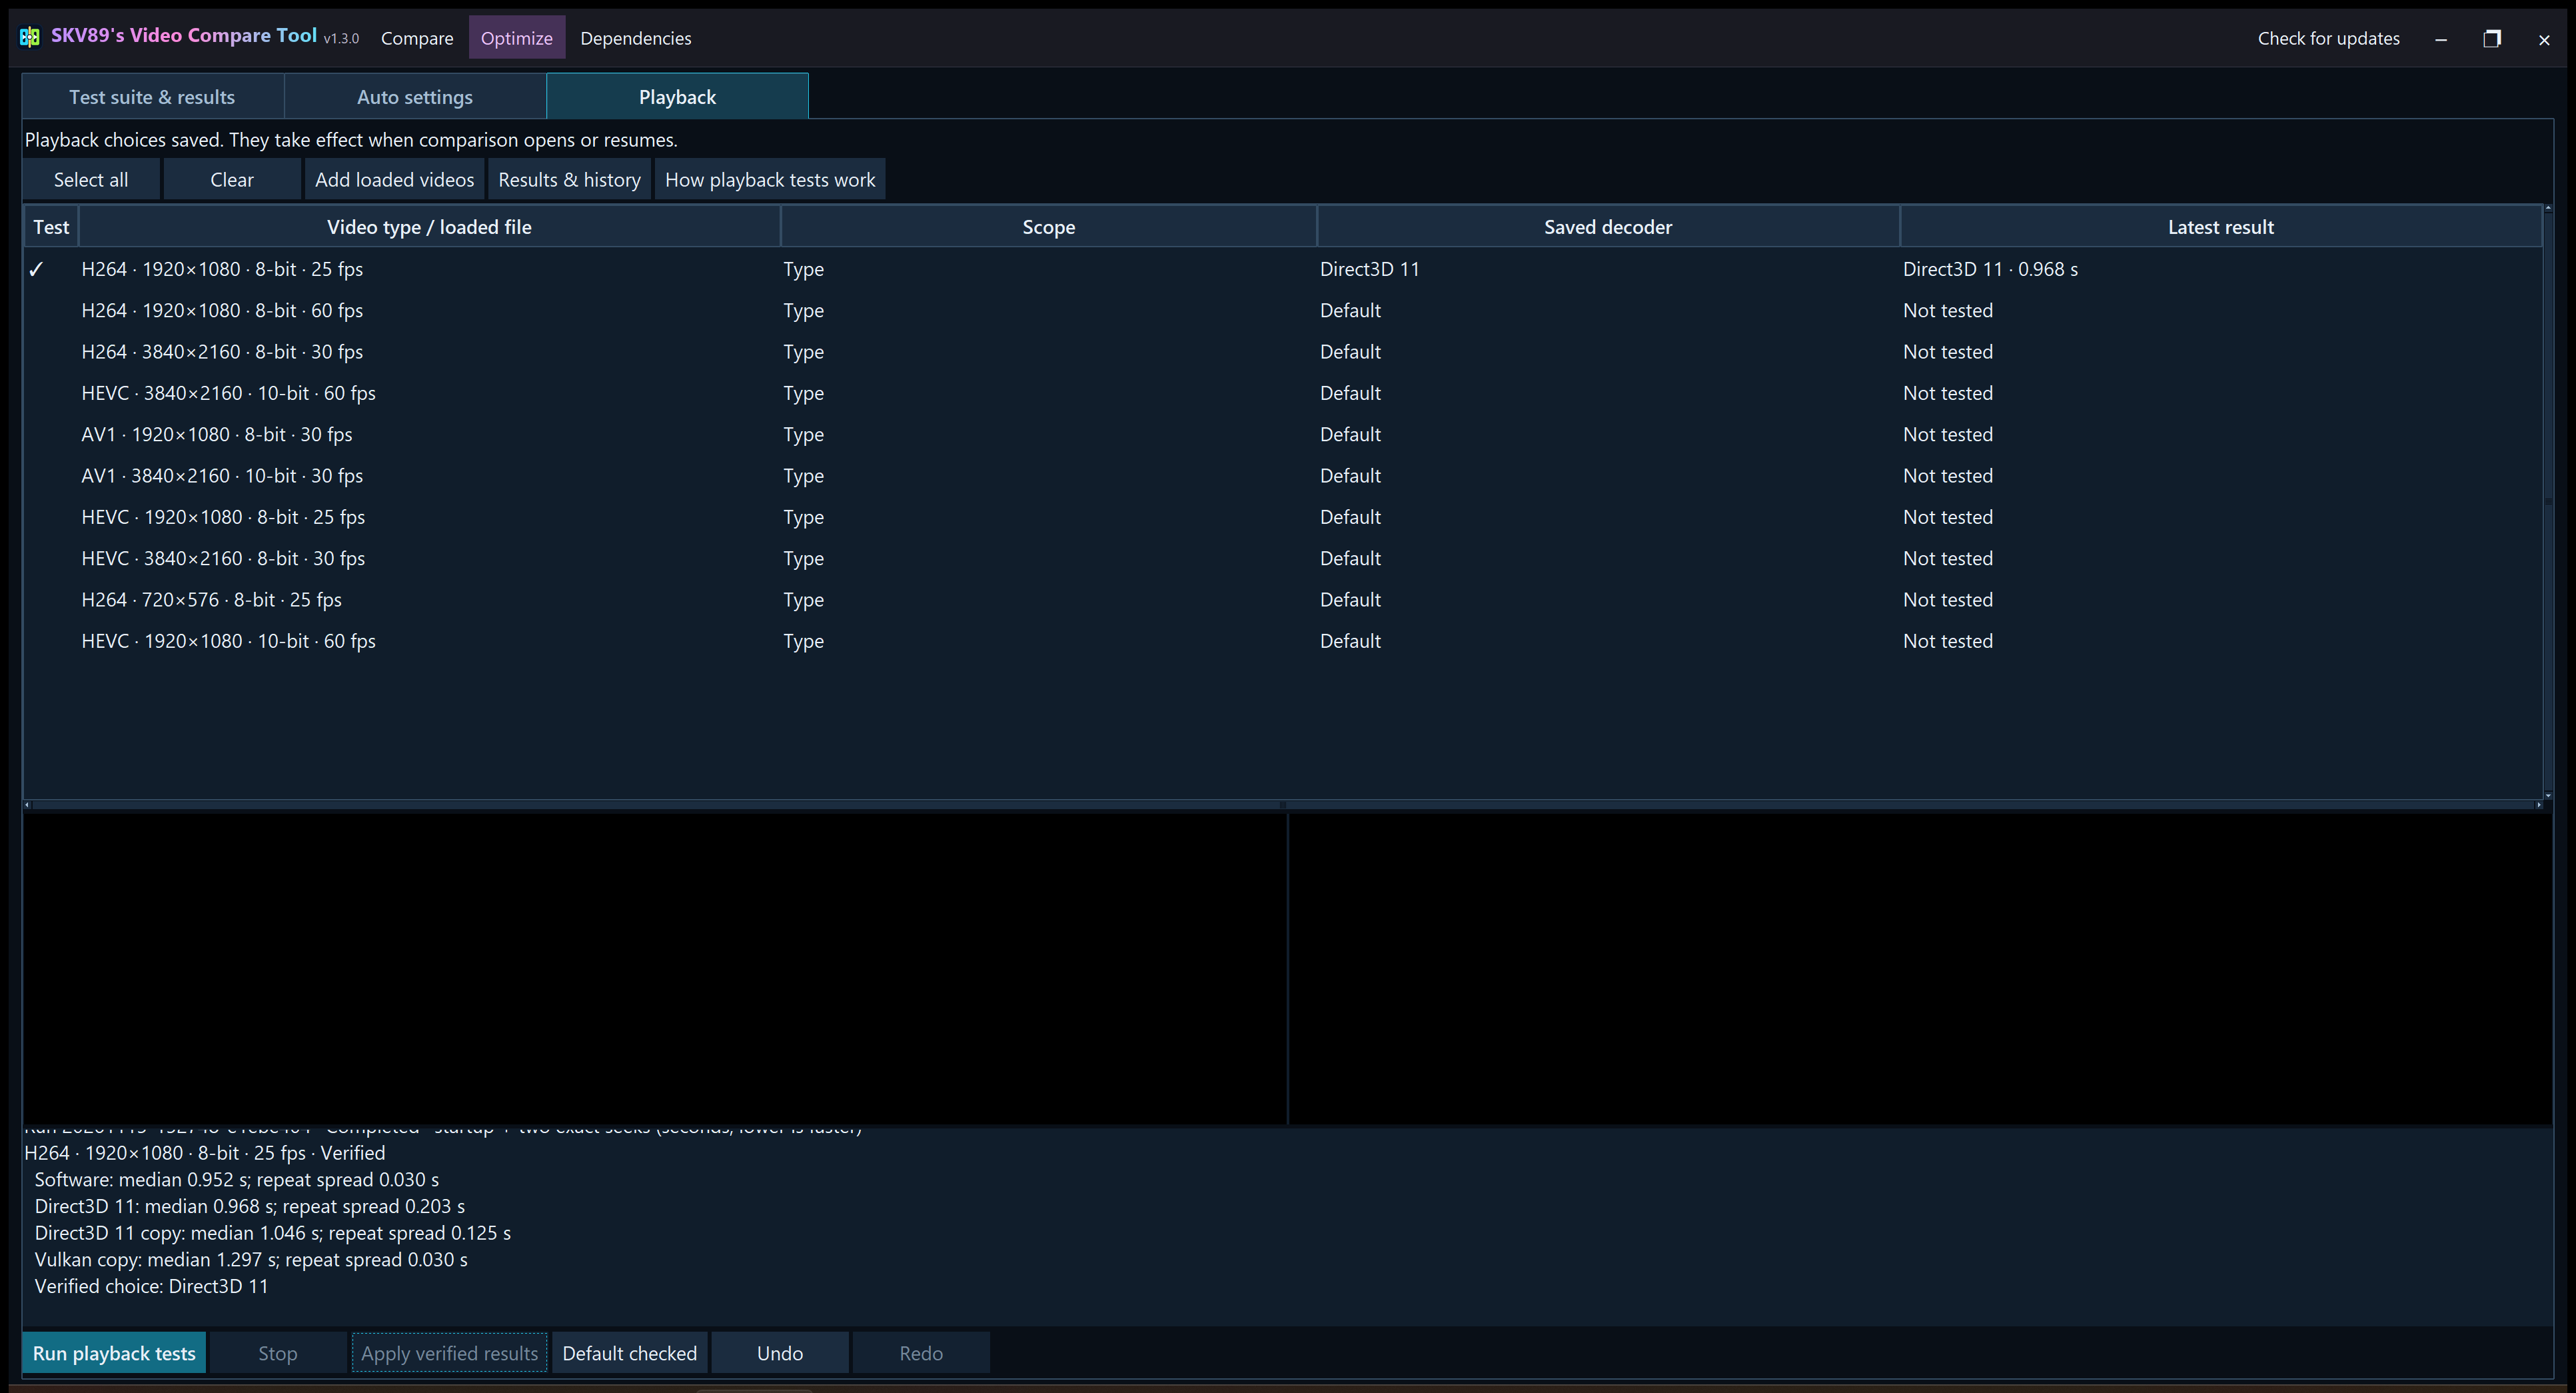 SKV89's Video Compare Tool v1.3.0 Compare Optimize Dependencies Check for updates
Test suite & results Auto settings Playback
Playback choices saved. They take effect when comparison opens or resumes.
Select all Clear Add loaded videos Results & history How playback tests work
Test Video type / loaded file Scope Saved decoder Latest result
✓ H264 · 1920×1080 · 8-bit · 25 fps Type Direct3D 11 Direct3D 11 · 0.968 s
H264 · 1920×1080 · 8-bit · 60 fps Type Default Not tested
H264 · 3840×2160 · 8-bit · 30 fps Type Default Not tested
HEVC · 3840×2160 · 10-bit · 60 fps Type Default Not tested
AV1 · 1920×1080 · 8-bit · 30 fps Type Default Not tested
AV1 · 3840×2160 · 10-bit · 30 fps Type Default Not tested
HEVC · 1920×1080 · 8-bit · 25 fps Type Default Not tested
HEVC · 3840×2160 · 8-bit · 30 fps Type Default Not tested
H264 · 720×576 · 8-bit · 25 fps Type Default Not tested
HEVC · 1920×1080 · 10-bit · 60 fps Type Default Not tested
startup + two exact seeks (seconds, lower is faster)
H264 · 1920×1080 · 8-bit · 25 fps · Verified
Software: median 0.952 s; repeat spread 0.030 s
Direct3D 11: median 0.968 s; repeat spread 0.203 s
Direct3D 11 copy: median 1.046 s; repeat spread 0.125 s
Vulkan copy: median 1.297 s; repeat spread 0.030 s
Verified choice: Direct3D 11
Run playback tests Stop Apply verified results Default checked Undo Redo